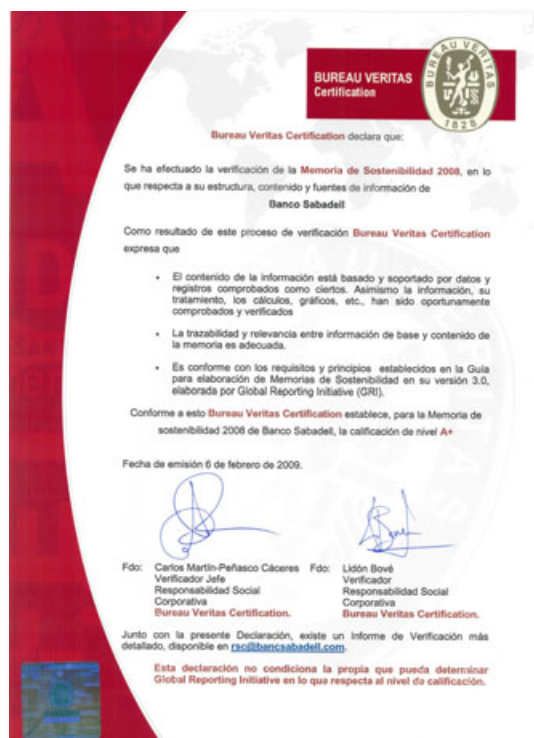 BUREAU VERITAS
Certification
BUREAU VERITAS
1828
Bureau Veritas Certification declara que:
Se ha efectuado la verificación de la Memoria de Sostenibilidad 2008, en lo
que respecta a su estructura, contenido y fuentes de información de
Banco Sabadell
Como resultado de este proceso de verificación Bureau Veritas Certification
expresa que
• El contenido de la información está basado y soportado por datos y
registros comprobados como ciertos. Asimismo la información, su
tratamiento, los cálculos, gráficos, etc., han sido oportunamente
comprobados y verificados
• La trazabilidad y relevancia entre información de base y contenido de
la memoria es adecuada.
• Es conforme con los requisitos y principios establecidos en la Guía
para elaboración de Memorias de Sostenibilidad en su versión 3.0,
elaborada por Global Reporting Initiative (GRI).
Conforme a esto Bureau Veritas Certification establece, para la Memoria de
sostenibilidad 2008 de Banco Sabadell, la calificación de nivel A+
Fecha de emisión 6 de febrero de 2009.
Fdo: Carlos Martín-Peñasco Cáceres Fdo: Lidón Bové
Verificador Jefe Verificador
Responsabilidad Social Responsabilidad Social
Corporativa Corporativa
Bureau Veritas Certification. Bureau Veritas Certification.
Junto con la presente Declaración, existe un Informe de Verificación más
detallado, disponible en rsc@bancsabadell.com.
Esta declaración no condiciona la propia que pueda determinar
Global Reporting Initiative en lo que respecta al nivel de calificación.